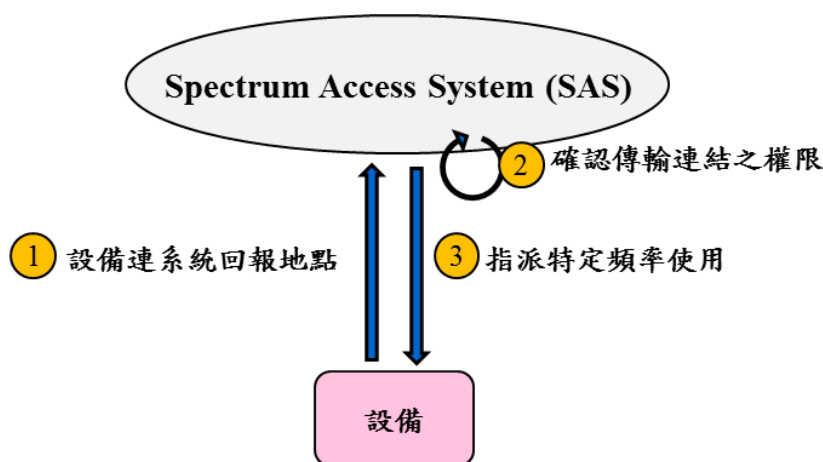 Spectrum Access System (SAS)
2 確認傳輸連結之權限
1 設備連系統回報地點
3 指派特定頻率使用
設備